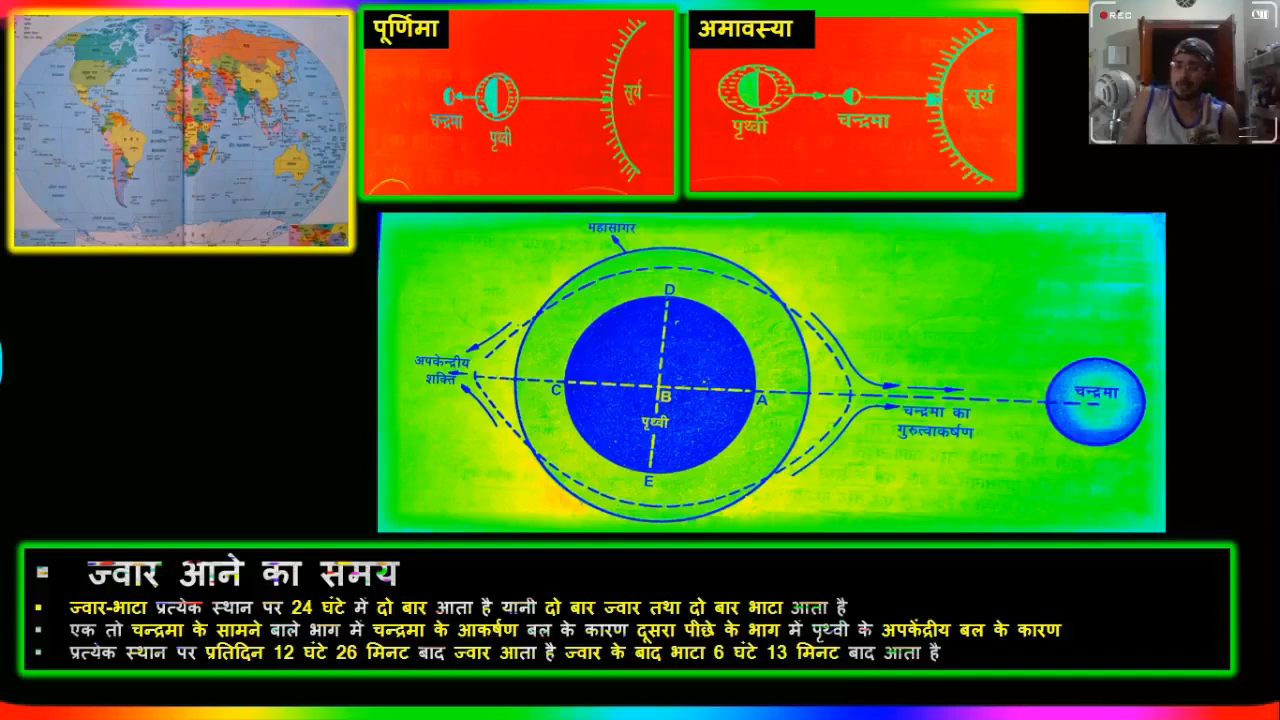 पूर्णिमा
चन्द्रमा
पृथ्वी
सूर्य
अमावस्या
पृथ्वी
चन्द्रमा
सूर्य
REC
महासागर
D
अपकेन्द्रीय
शक्ति
C
B
A
पृथ्वी
E
चन्द्रमा का
गुरुत्वाकर्षण
चन्द्रमा
ज्वार आने का समय
ज्वार-भाटा प्रत्येक स्थान पर 24 घंटे में दो बार आता है यानी दो बार ज्वार तथा दो बार भाटा आता है
एक तो चन्द्रमा के सामने बाले भाग में चन्द्रमा के आकर्षण बल के कारण दूसरा पीछे के भाग में पृथ्वी के अपकेंद्रीय बल के कारण
प्रत्येक स्थान पर प्रतिदिन 12 घंटे 26 मिनट बाद ज्वार आता है ज्वार के बाद भाटा 6 घंटे 13 मिनट बाद आता है